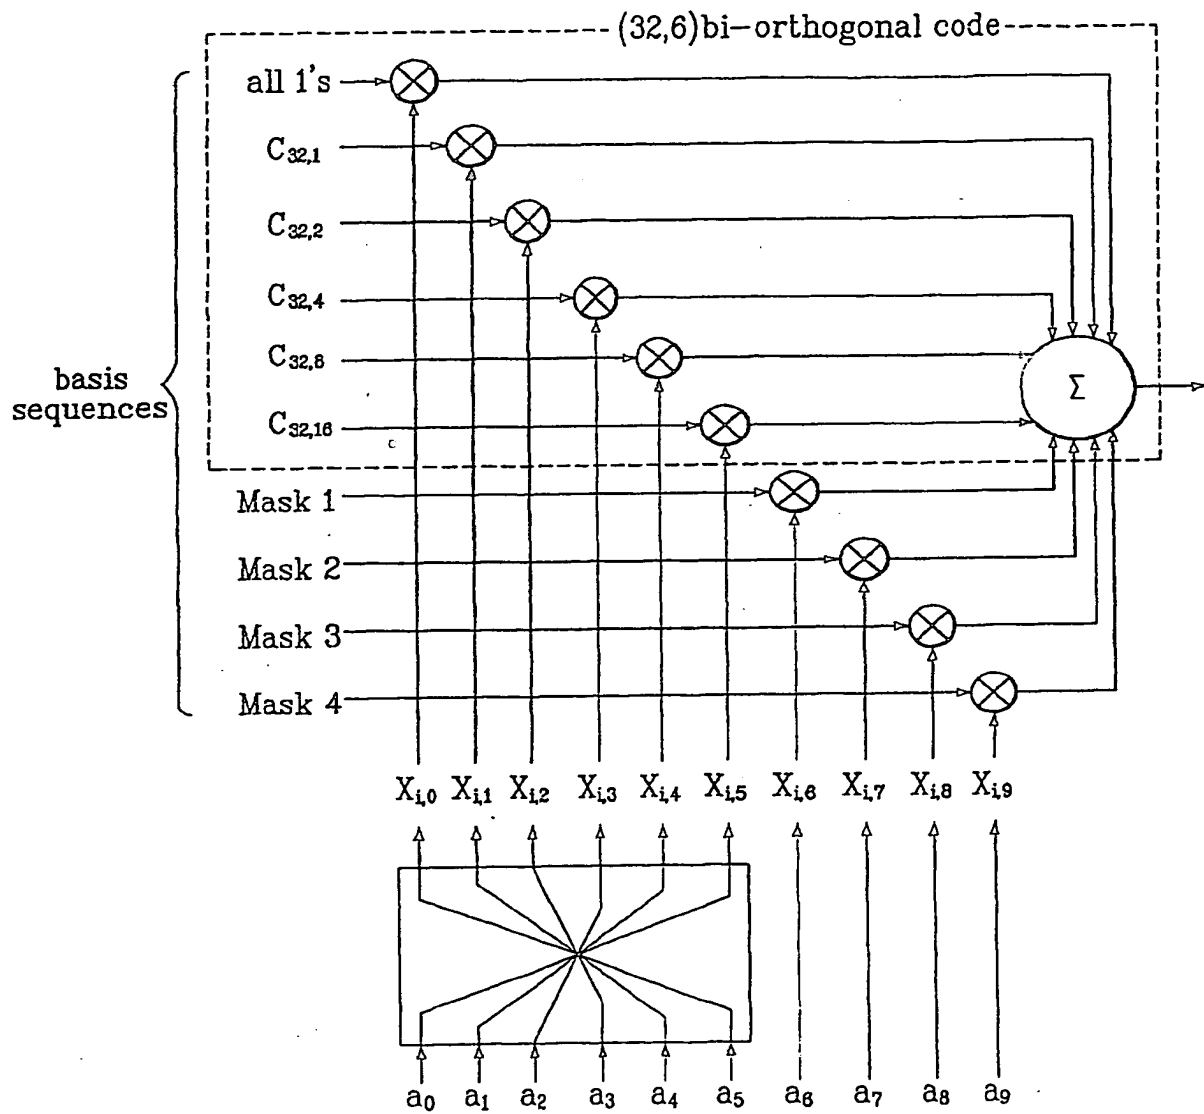 (32,6)bi-orthogonal code
all 1's
C32,1
C32,2
C32,4
C32,8
basis
sequences
Σ
C32,16
Mask 1
Mask 2
Mask 3
Mask 4
Xi,0 Xi,1 Xi,2 Xi,3 Xi,4 Xi,5 Xi,6 Xi,7 Xi,8 Xi,9
a0 a1 a2 a3 a4 a5 a6 a7 a8 a9